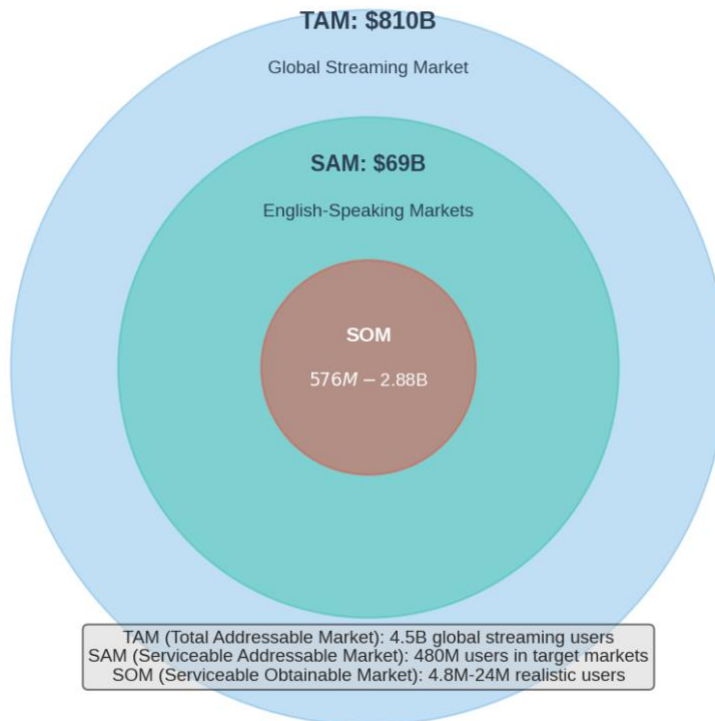 TAM: $810B
Global Streaming Market
SAM: $69B
English-Speaking Markets
SOM
576M − 2.88B
TAM (Total Addressable Market): 4.5B global streaming users
SAM (Serviceable Addressable Market): 480M users in target markets
SOM (Serviceable Obtainable Market): 4.8M-24M realistic users